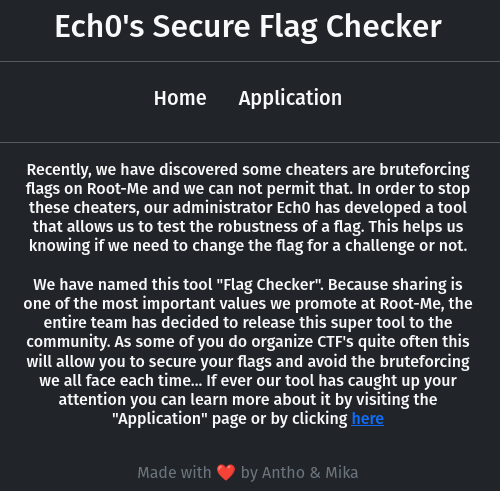 Ech0's Secure Flag Checker
Home Application
Recently, we have discovered some cheaters are bruteforcing
flags on Root-Me and we can not permit that. In order to stop
these cheaters, our administrator Ech0 has developed a tool
that allows us to test the robustness of a flag. This helps us
knowing if we need to change the flag for a challenge or not.
We have named this tool "Flag Checker". Because sharing is
one of the most important values we promote at Root-Me, the
entire team has decided to release this super tool to the
community. As some of you do organize CTF's quite often this
will allow you to secure your flags and avoid the bruteforcing
we all face each time... If ever our tool has caught up your
attention you can learn more about it by visiting the
"Application" page or by clicking here
Made with ❤️ by Antho & Mika